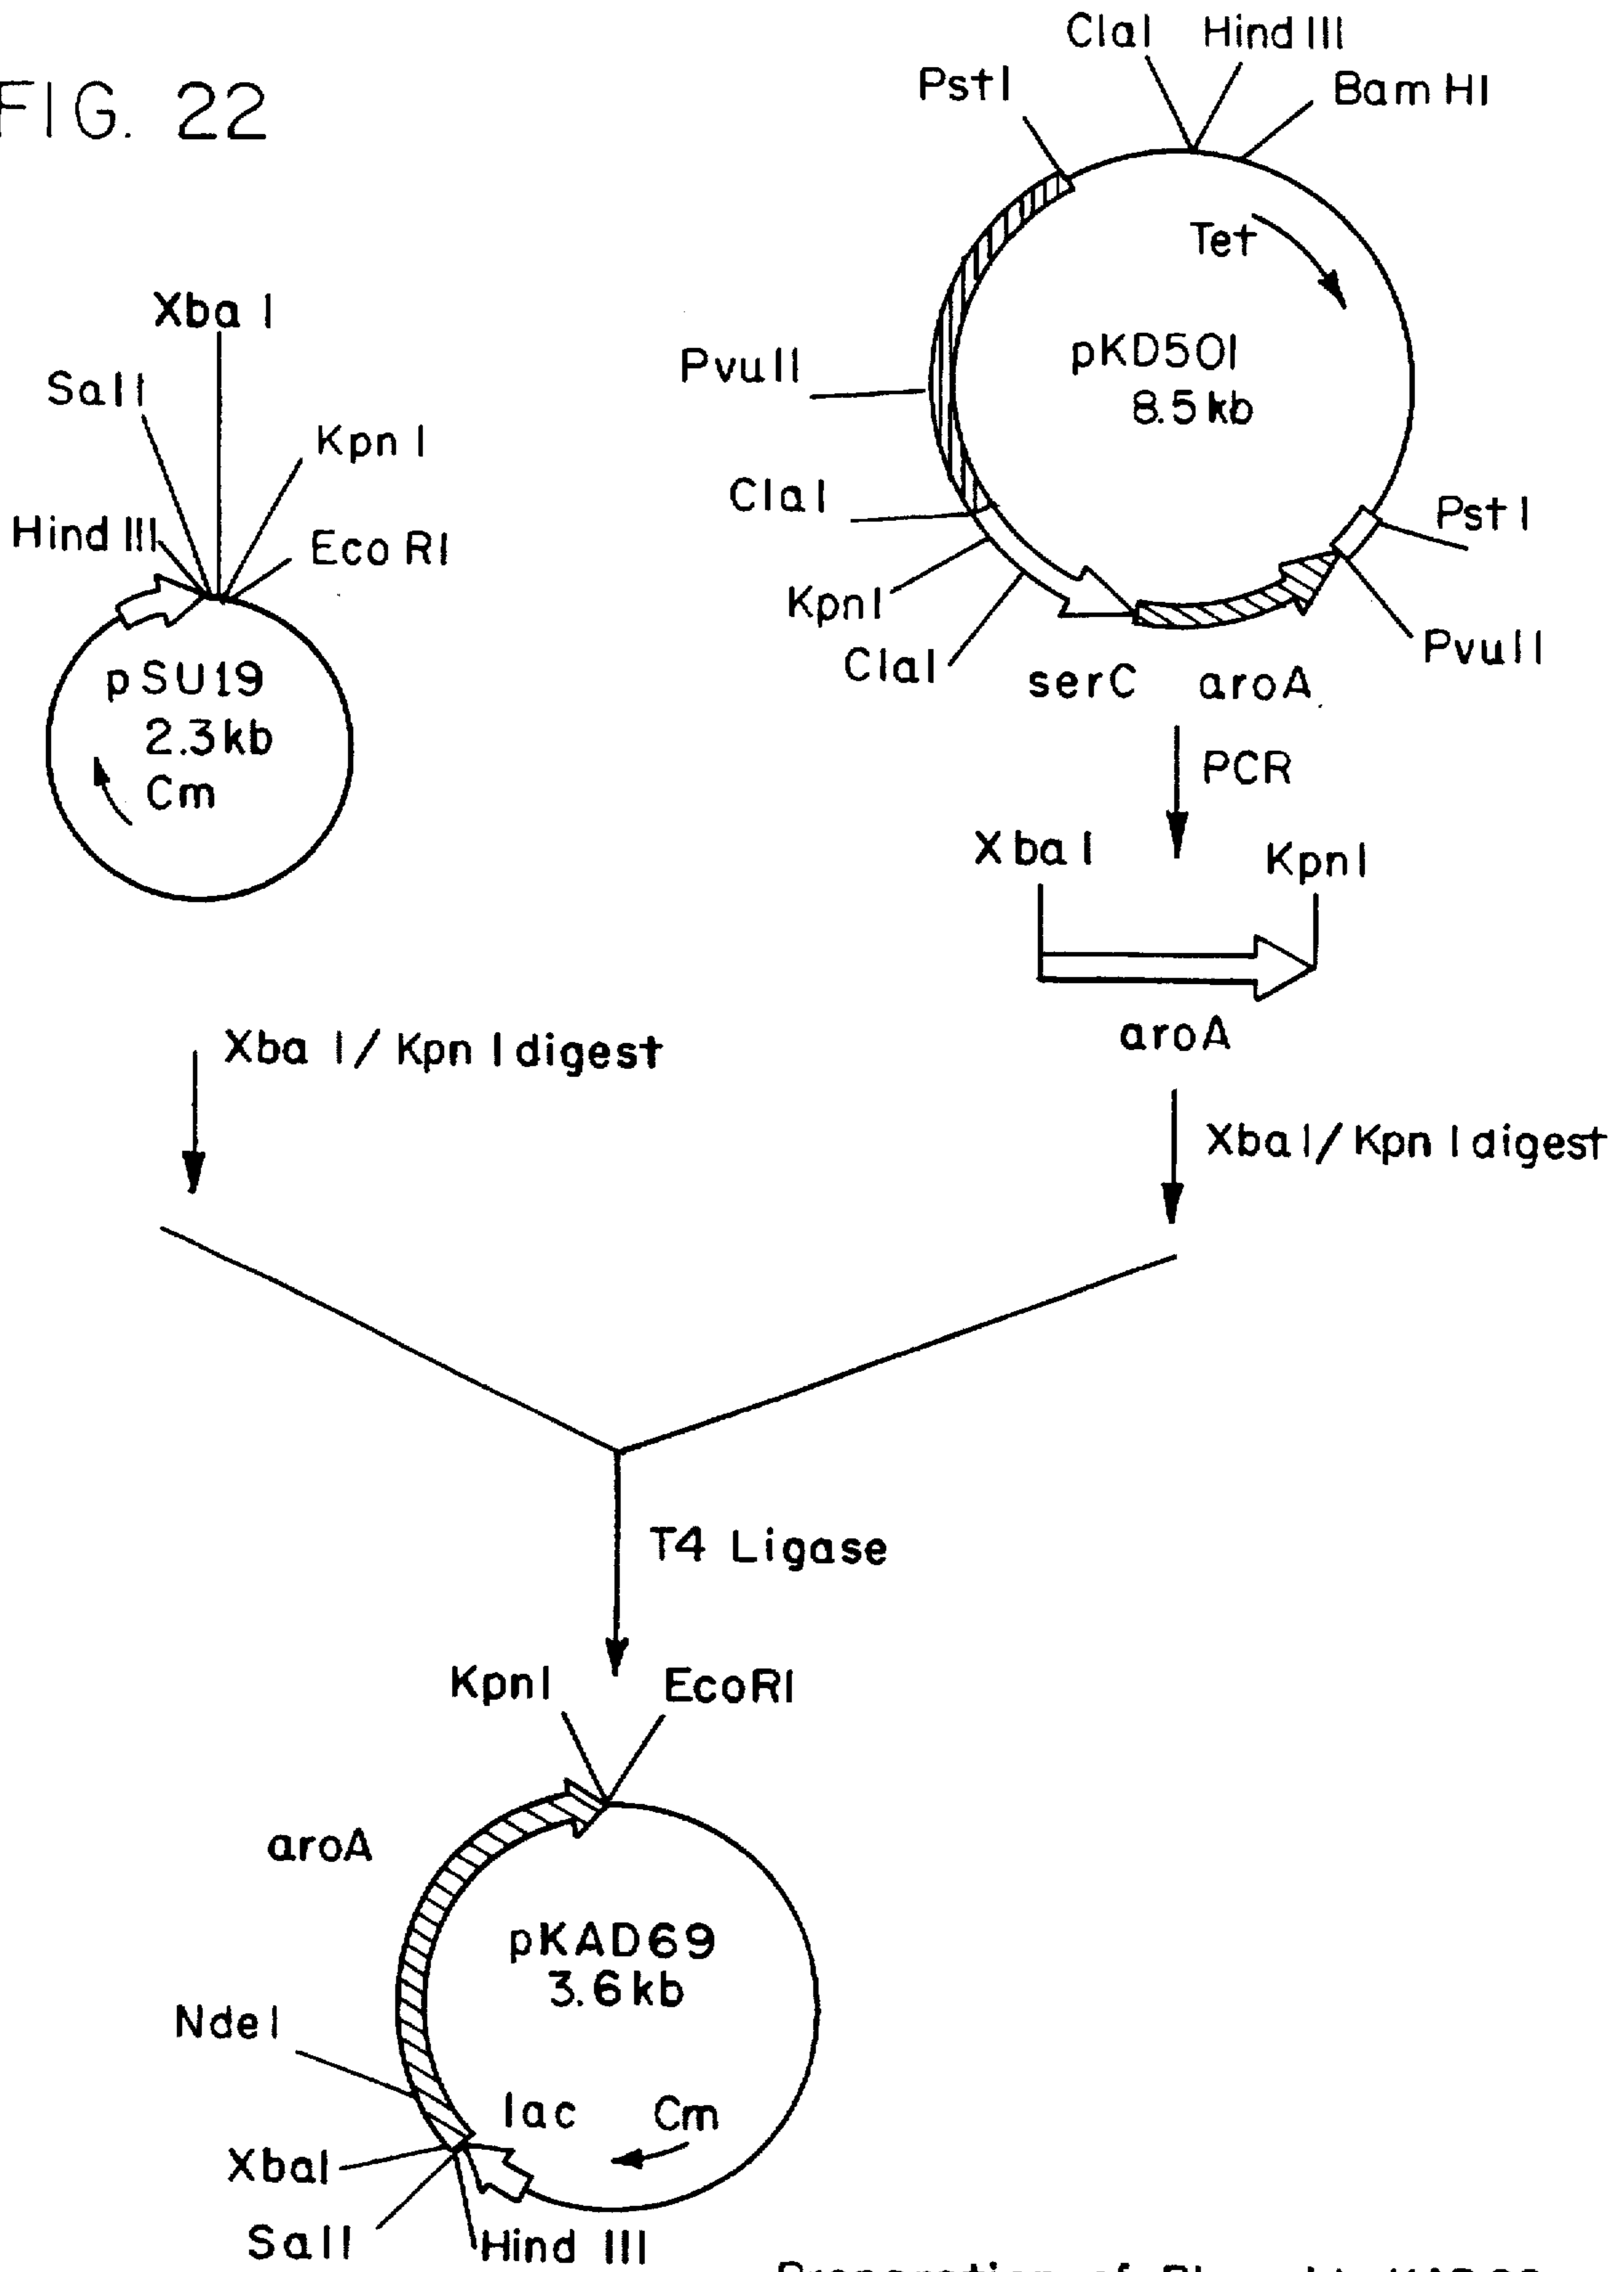 FIG. 22
ClaI HindIII
PstI
BamHI
Tet
pKD501
8.5kb
PvuII
ClaI
KpnI
ClaI
serC aroA
PstI
PvuII
XbaI
SalI
KpnI
HindIII
EcoRI
pSU19
2.3kb
Cm
PCR
XbaI
KpnI
aroA
XbaI/KpnI digest
XbaI/KpnI digest
T4 Ligase
KpnI
EcoRI
aroA
pKAD69
3.6kb
NdeI
lac
Cm
XbaI
SalI
HindIII